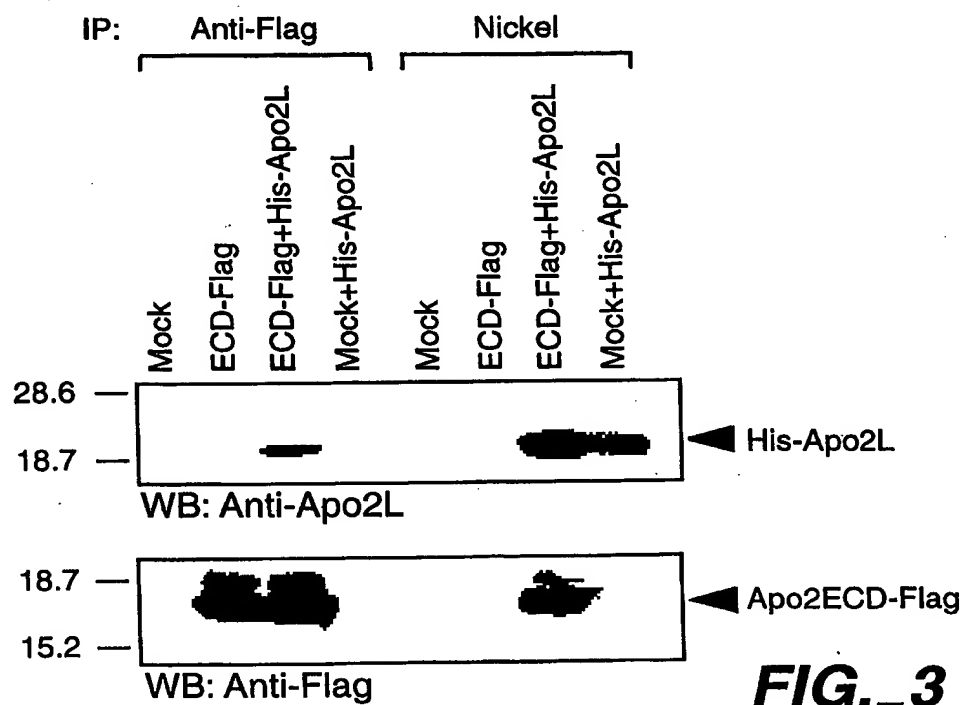 IP: Anti-Flag Nickel
Mock
ECD-Flag
ECD-Flag+His-Apo2L
Mock+His-Apo2L
Mock
ECD-Flag
ECD-Flag+His-Apo2L
Mock+His-Apo2L
28.6
18.7
His-Apo2L
WB: Anti-Apo2L
18.7
Apo2ECD-Flag
15.2
WB: Anti-Flag
FIG._3